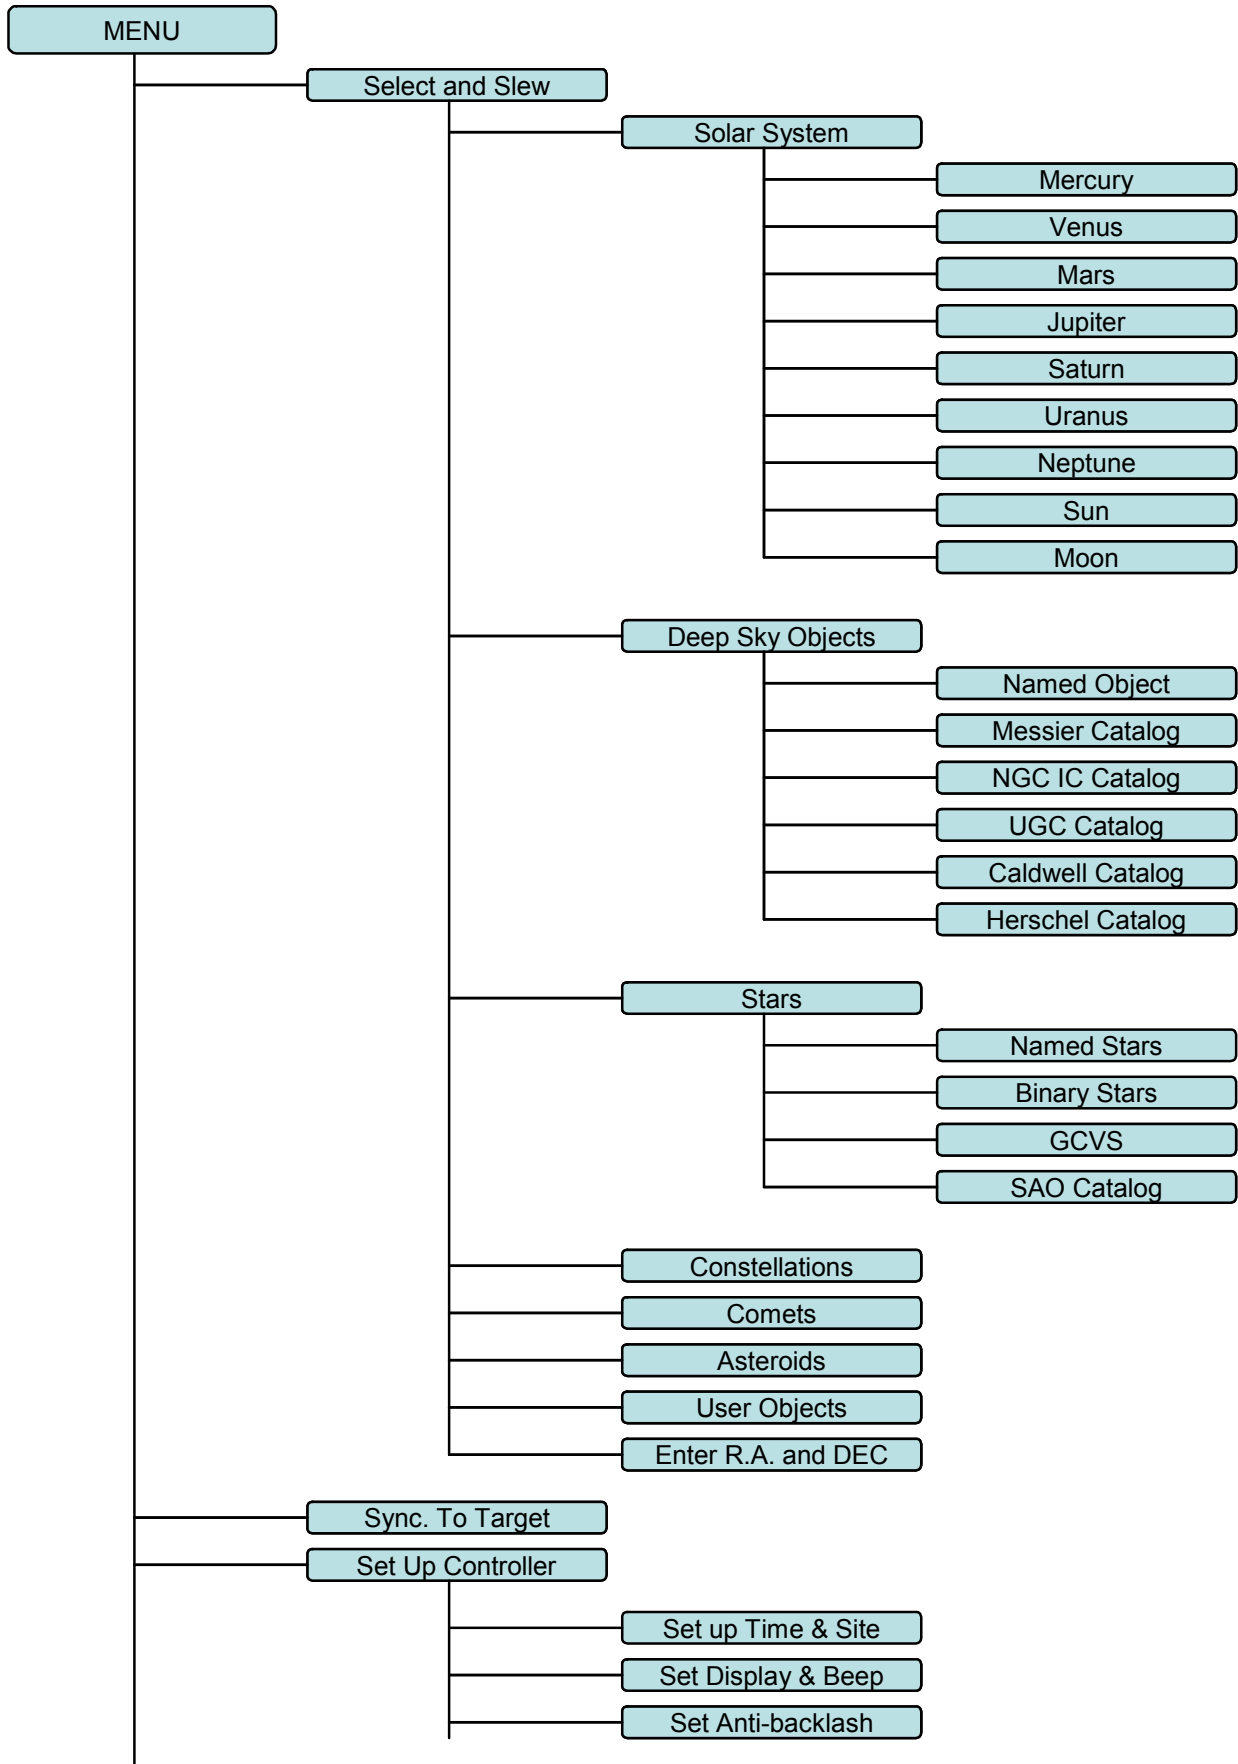 MENU
Select and Slew
Solar System
Mercury
Venus
Mars
Jupiter
Saturn
Uranus
Neptune
Sun
Moon
Deep Sky Objects
Named Object
Messier Catalog
NGC IC Catalog
UGC Catalog
Caldwell Catalog
Herschel Catalog
Stars
Named Stars
Binary Stars
GCVS
SAO Catalog
Constellations
Comets
Asteroids
User Objects
Enter R.A. and DEC
Sync. To Target
Set Up Controller
Set up Time & Site
Set Display & Beep
Set Anti-backlash